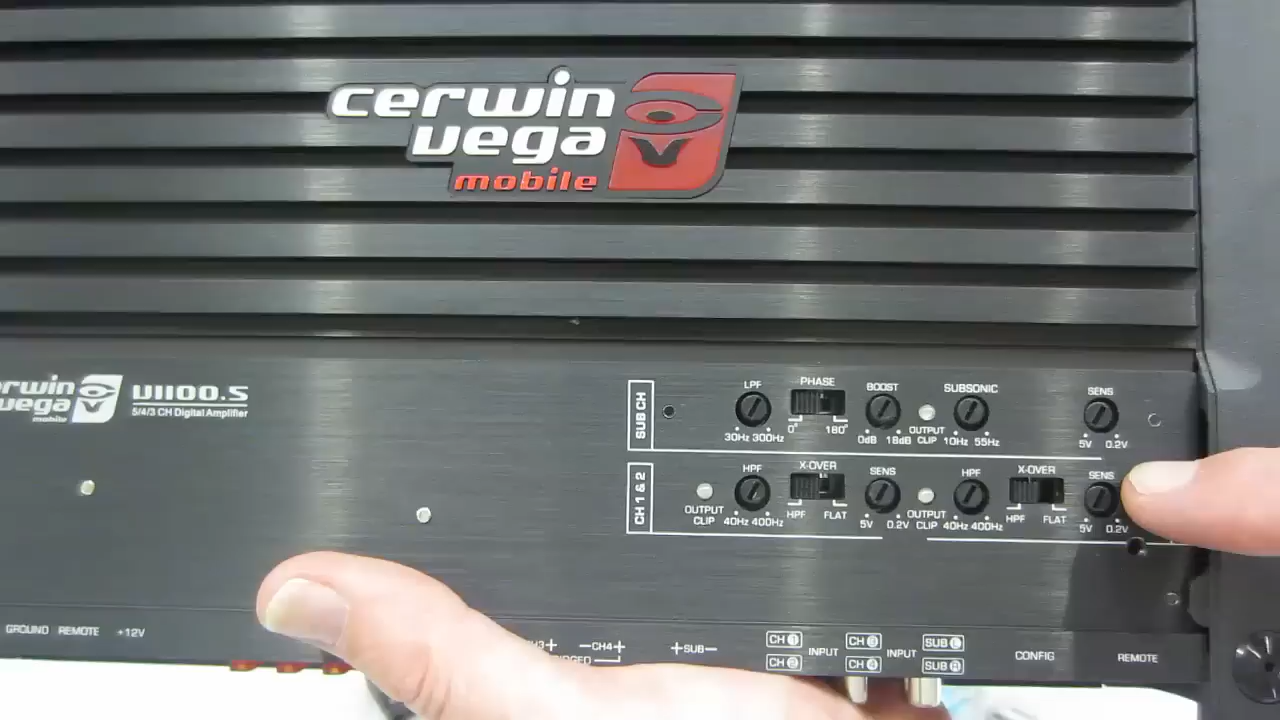 cerwin
vega
mobile
rwin
vega
mobile
V1100.5
5/4/3 CH Digital Amplifier
SUB CH
LPF
30Hz 300Hz
PHASE
0° 180°
BOOST
0dB 18dB
OUTPUT
CLIP
SUBSONIC
10Hz 55Hz
SENS
5V 0.2V
CH 1 & 2
OUTPUT
CLIP
HPF
40Hz 400Hz
X-OVER
HPF FLAT
SENS
5V 0.2V
OUTPUT
CLIP
HPF
40Hz 400Hz
X-OVER
HPF FLAT
SENS
5V 0.2V
GROUND REMOTE +12V
H3+ −CH4+
DGED
+SUB−
CH 1
CH 2
INPUT
CH 3
CH 4
INPUT
SUB L
SUB R
CONFIG
REMOTE